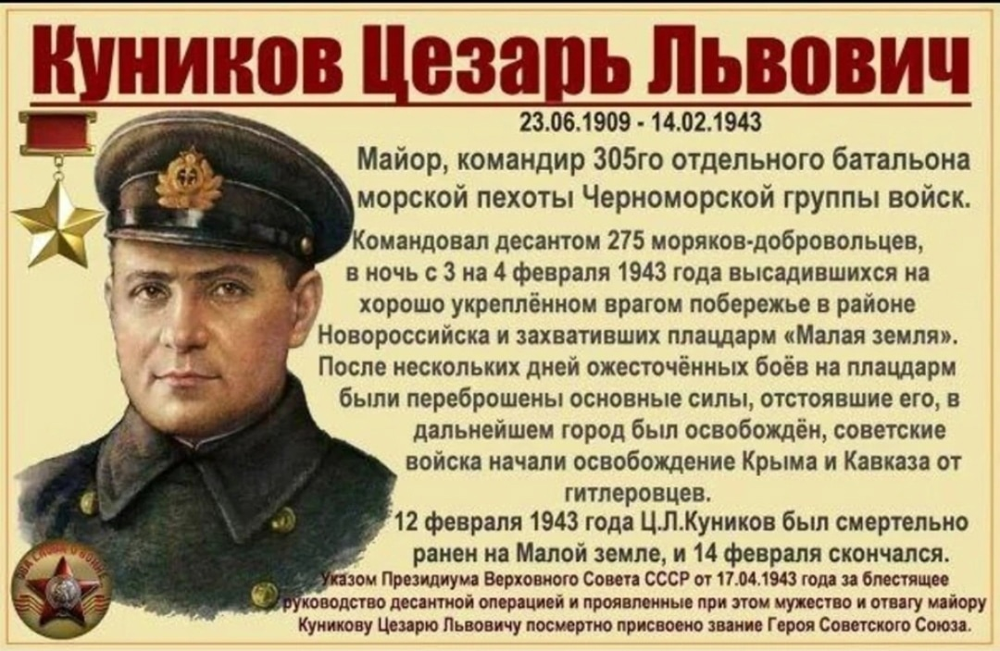 Куников Цезарь Львович
23.06.1909 - 14.02.1943
Майор, командир 305го отдельного батальона
морской пехоты Черноморской группы войск.
Командовал десантом 275 моряков-добровольцев,
в ночь с 3 на 4 февраля 1943 года высадившихся на
хорошо укреплённом врагом побережье в районе
Новороссийска и захвативших плацдарм «Малая земля».
После нескольких дней ожесточённых боёв на плацдарм
были переброшены основные силы, отстоявшие его, в
дальнейшем город был освобождён, советские
войска начали освобождение Крыма и Кавказа от
гитлеровцев.
12 февраля 1943 года Ц.Л.Куников был смертельно
ранен на Малой земле, и 14 февраля скончался.
Указом Президиума Верховного Совета СССР от 17.04.1943 года за блестящее
руководство десантной операцией и проявленные при этом мужество и отвагу майору
Куникову Цезарю Львовичу посмертно присвоено звание Героя Советского Союза.